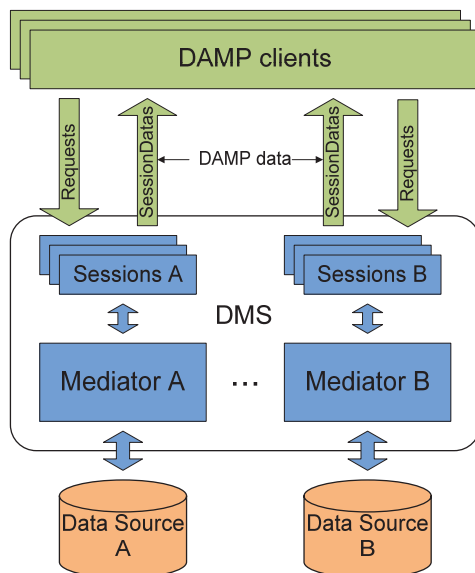 DAMP clients
Requests
SessionDatas
DAMP data
SessionDatas
Requests
Sessions A
Sessions B
DMS
Mediator A
...
Mediator B
Data Source
A
Data Source
B